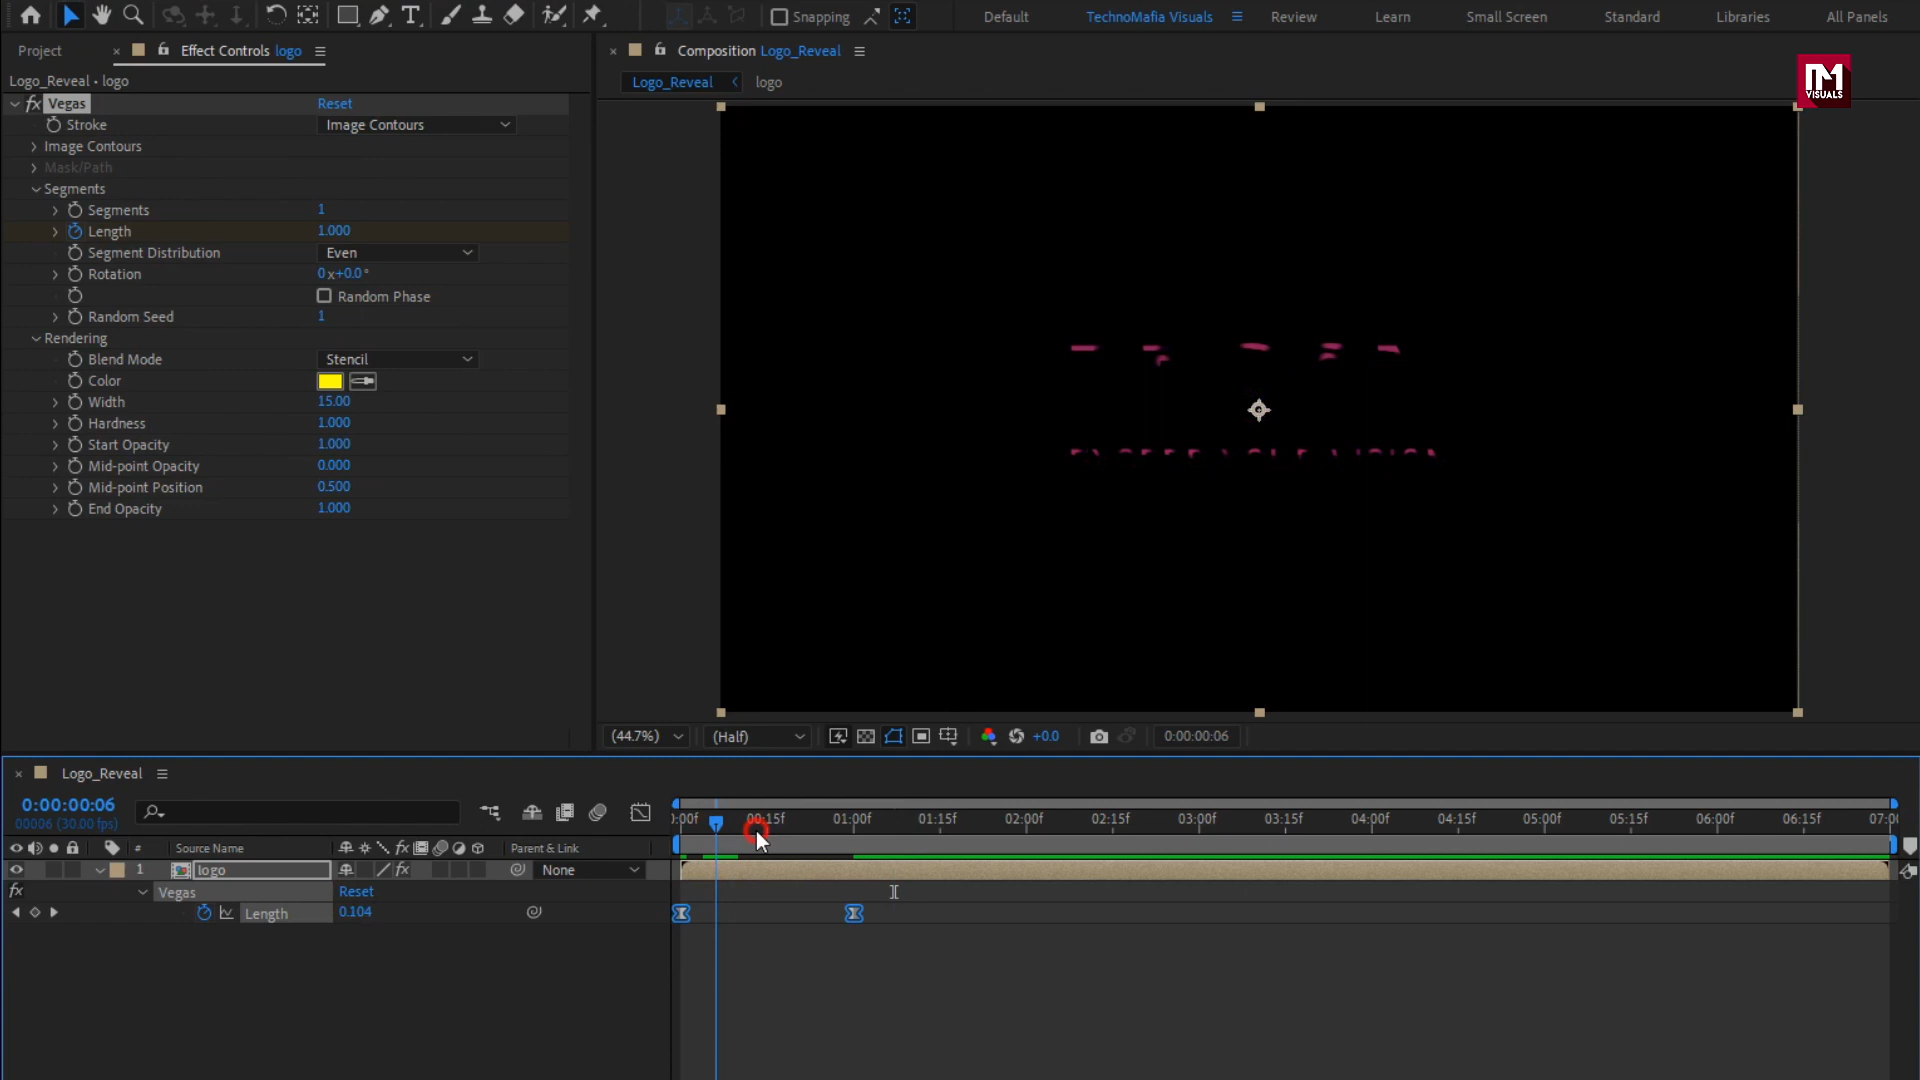 Snapping
Default
TechnoMafia Visuals
Review
Learn
Small Screen
Standard
Libraries
All Panels
Project
× Effect Controls logo
× Composition Logo_Reveal
M
VISUALS
Logo_Reveal • logo
Logo_Reveal
logo
fx Vegas Reset
Stroke Image Contours
Image Contours
Mask/Path
Segments
Segments 1
Length 1.000
Segment Distribution Even
Rotation 0x+0.0°
Random Phase
Random Seed 1
Rendering
Blend Mode Stencil
Color
Width 15.00
Hardness 1.000
Start Opacity 1.000
Mid-point Opacity 0.000
Mid-point Position 0.500
End Opacity 1.000
(44.7%) (Half) +0.0 0:00:00:06
× Logo_Reveal
0:00:00:06
00006 (30.00 fps)
:00f 00:15f 01:00f 01:15f 02:00f 02:15f 03:00f 03:15f 04:00f 04:15f 05:00f 05:15f 06:00f 06:15f 07:00
# Source Name fx Parent & Link
1 logo fx None
fx Vegas Reset
Length 0.104